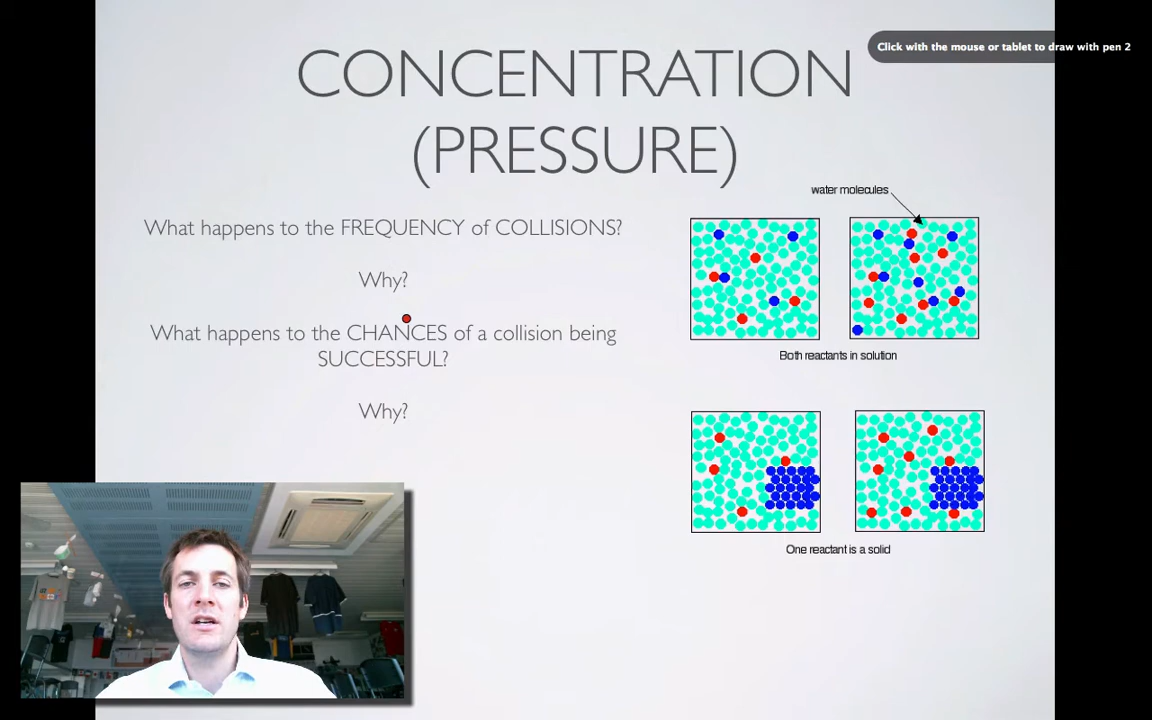 Click with the mouse or tablet to draw with pen 2
CONCENTRATION
(PRESSURE)
water molecules
What happens to the FREQUENCY of COLLISIONS?
Why?
What happens to the CHANCES of a collision being
SUCCESSFUL?
Why?
Both reactants in solution
One reactant is a solid